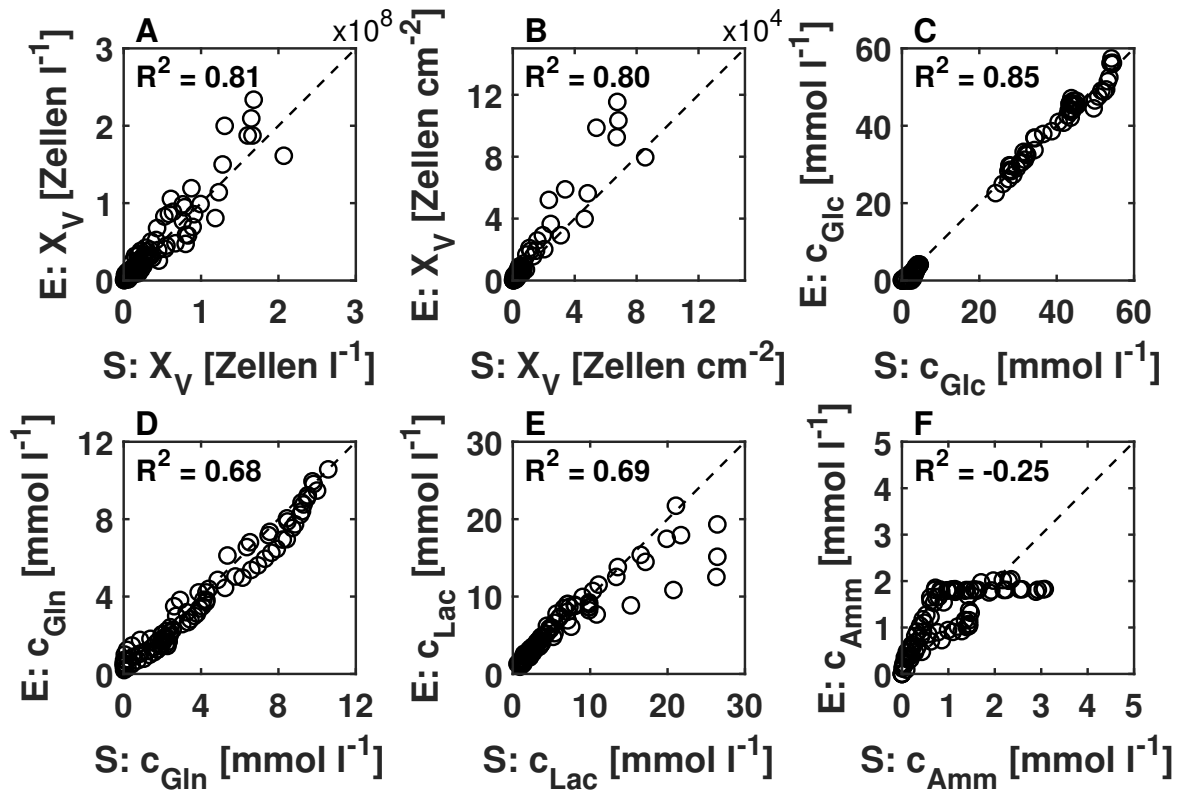 A
x10^8
R^2 = 0.81
E: X_V [Zellen l^-1]
3
2
1
0
0 1 2 3
S: X_V [Zellen l^-1]
B
x10^4
R^2 = 0.80
E: X_V [Zellen cm^-2]
12
8
4
0
0 4 8 12
S: X_V [Zellen cm^-2]
C
R^2 = 0.85
E: c_Glc [mmol l^-1]
60
40
20
0
0 20 40 60
S: c_Glc [mmol l^-1]
D
R^2 = 0.68
E: c_Gln [mmol l^-1]
12
8
4
0
0 4 8 12
S: c_Gln [mmol l^-1]
E
R^2 = 0.69
E: c_Lac [mmol l^-1]
30
20
10
0
0 10 20 30
S: c_Lac [mmol l^-1]
F
R^2 = -0.25
E: c_Amm [mmol l^-1]
5
4
3
2
1
0
0 1 2 3 4 5
S: c_Amm [mmol l^-1]